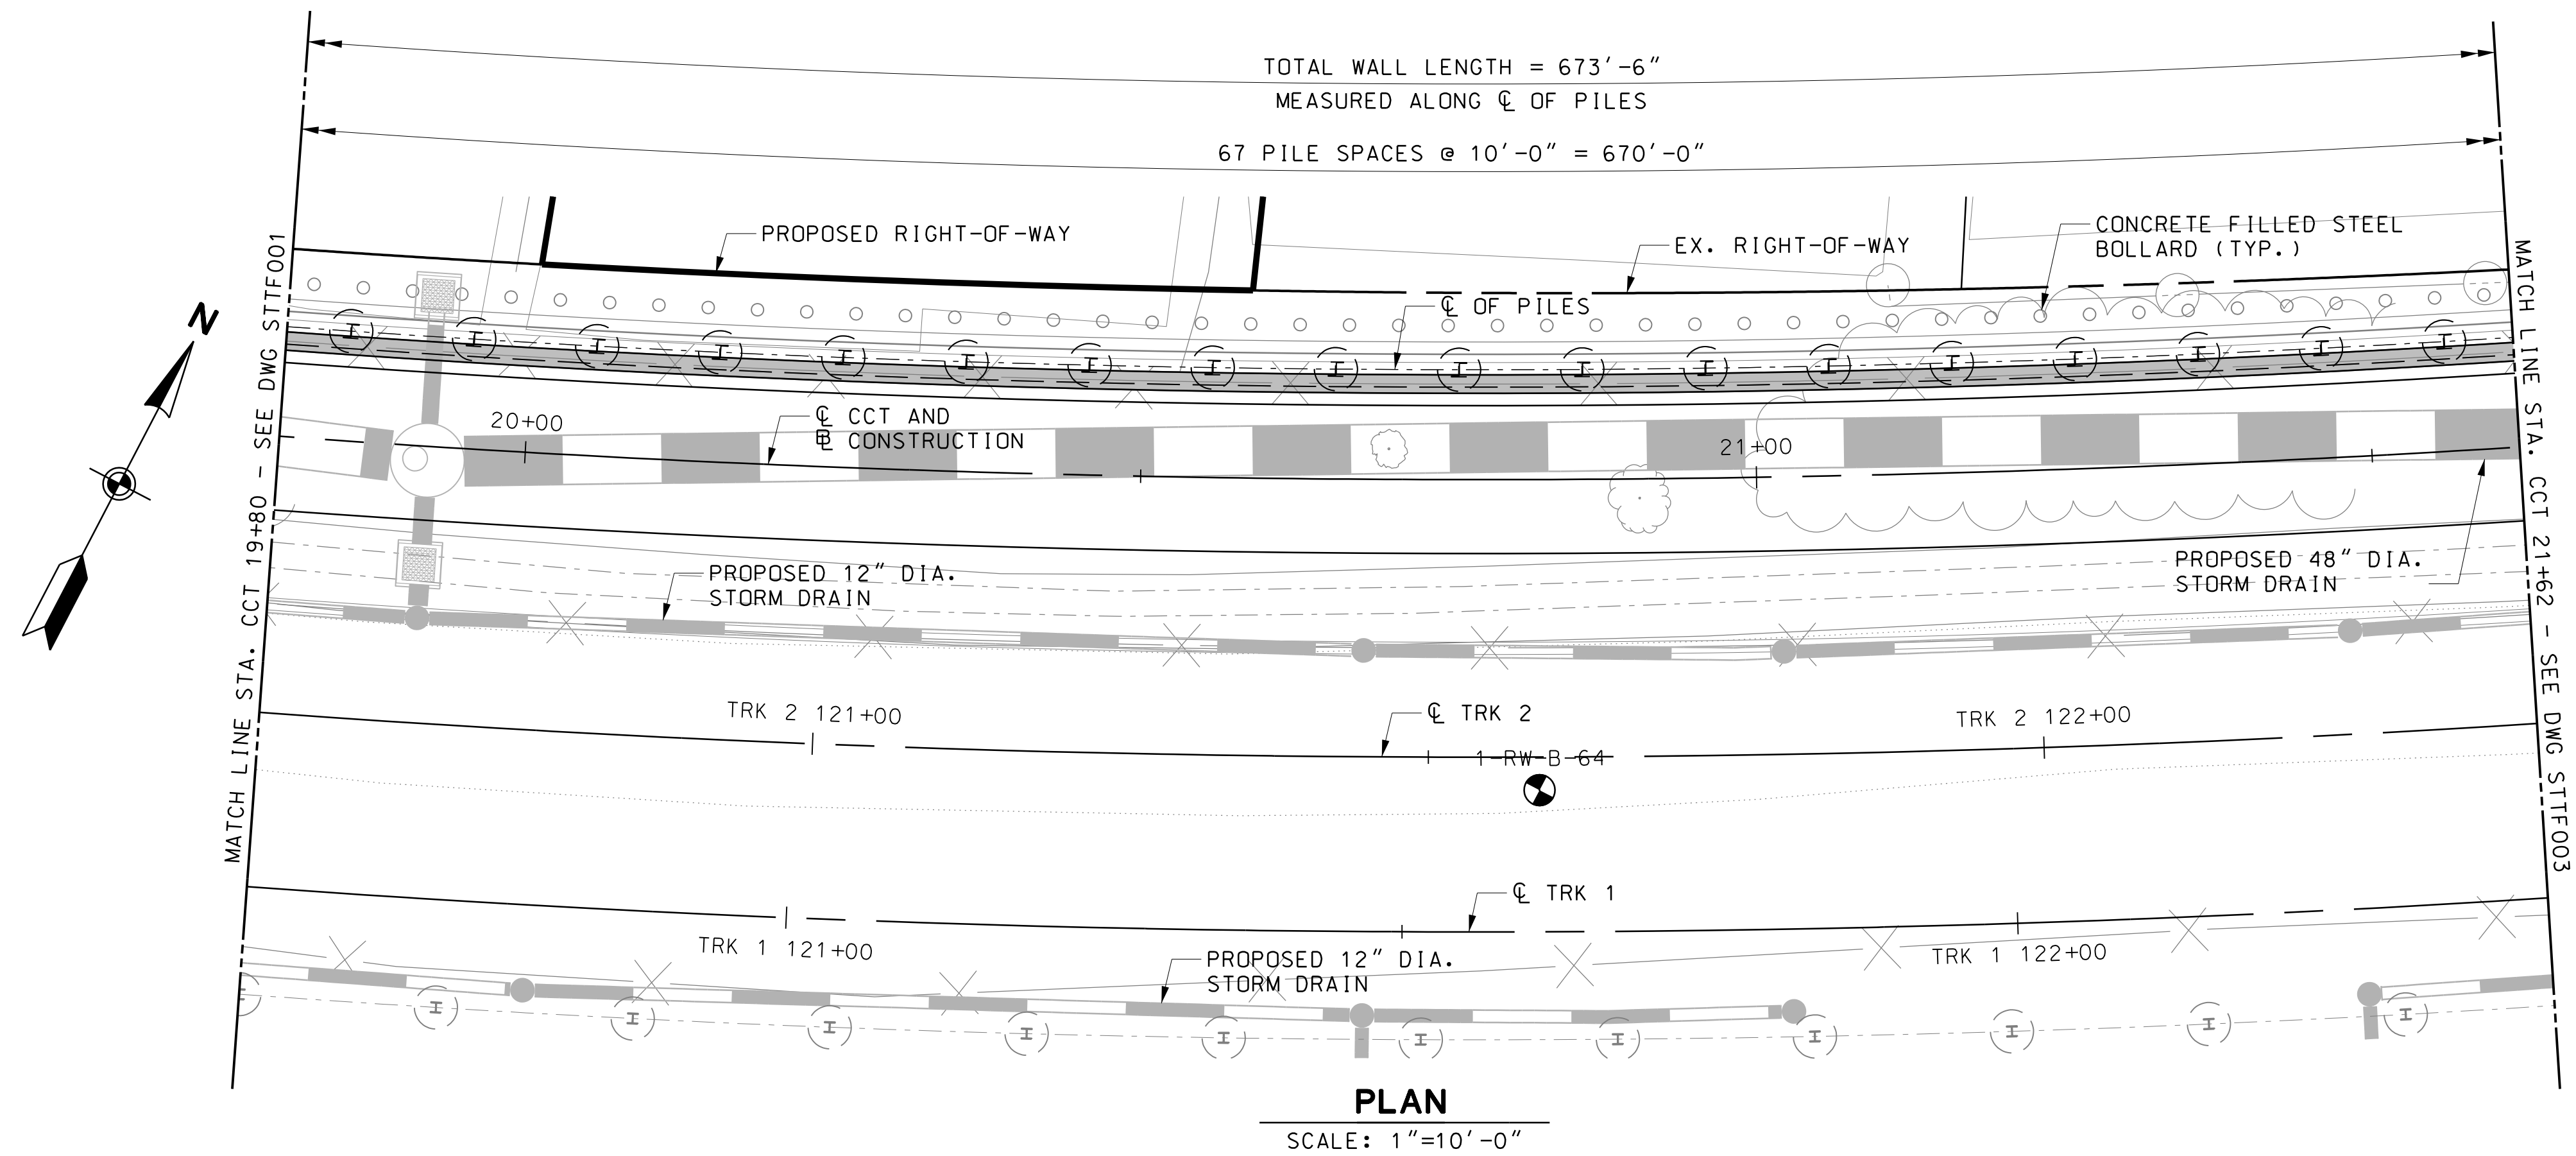 TOTAL WALL LENGTH = 673'-6"
MEASURED ALONG ℄ OF PILES
67 PILE SPACES @ 10'-0" = 670'-0"
PROPOSED RIGHT-OF-WAY
EX. RIGHT-OF-WAY
CONCRETE FILLED STEEL
BOLLARD (TYP.)
℄ OF PILES
N
20+00
℄ CCT AND
B CONSTRUCTION
21+00
PROPOSED 12" DIA.
STORM DRAIN
PROPOSED 48" DIA.
STORM DRAIN
MATCH LINE STA. CCT 19+80 - SEE DWG STTF001
MATCH LINE STA. CCT 21+62 - SEE DWG STTF003
TRK 2 121+00
℄ TRK 2
TRK 2 122+00
1-RW-B-64
℄ TRK 1
TRK 1 121+00
PROPOSED 12" DIA.
STORM DRAIN
TRK 1 122+00
PLAN
SCALE: 1"=10'-0"